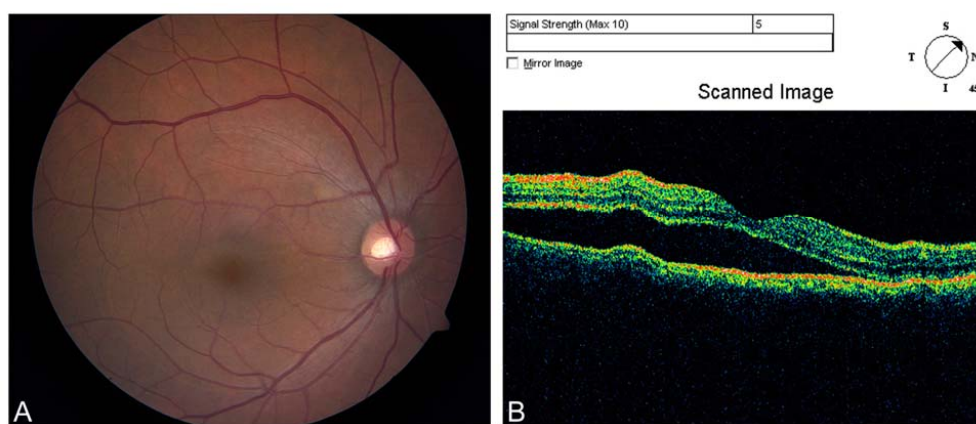 Signal Strength (Max 10) 5
Mirror Image
S
T N
I 45
Scanned Image
A B